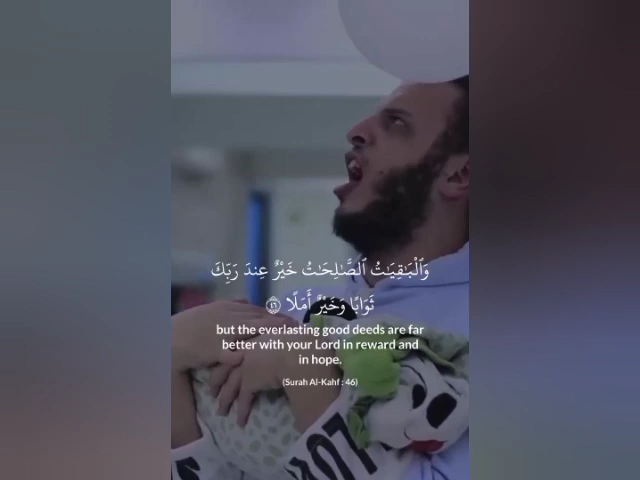 وَٱلْبَـٰقِيَـٰتُ ٱلصَّـٰلِحَـٰتُ خَيْرٌ عِندَ رَبِّكَ
ثَوَابًا وَخَيْرٌ أَمَلًا ٤٦
but the everlasting good deeds are far
better with your Lord in reward and
in hope.
(Surah Al-Kahf : 46)